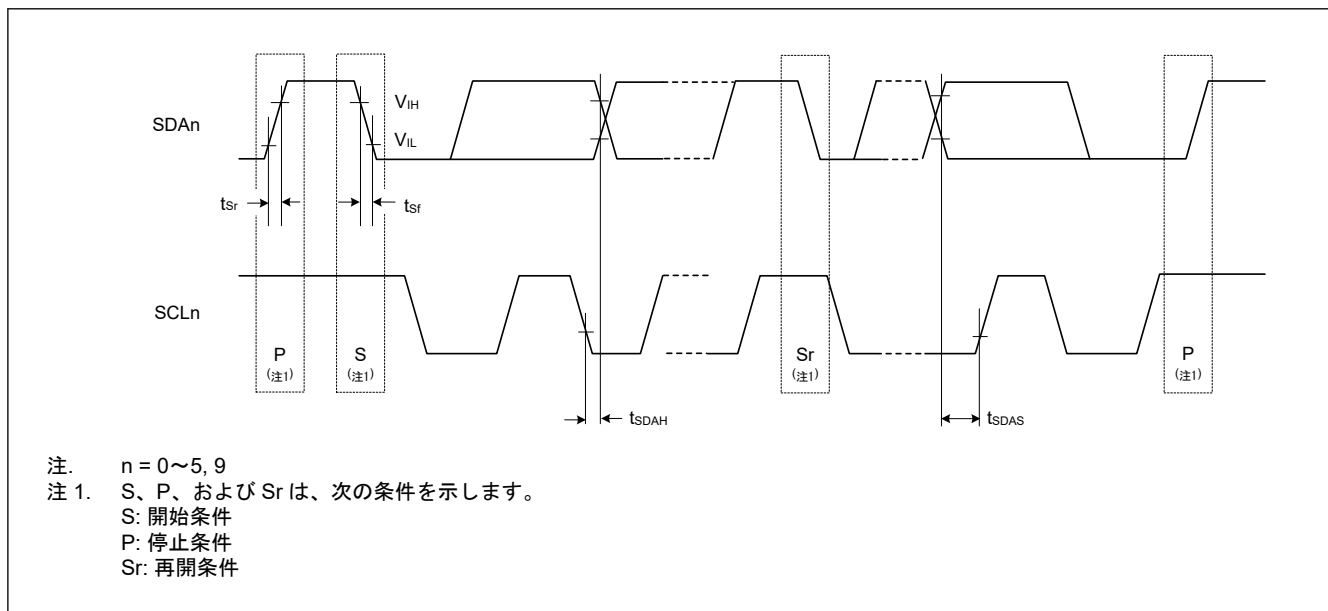 SDAn
VIH
VIL
tSr
tSf
SCLn
P
(注1)
S
(注1)
Sr
(注1)
P
(注1)
tSDAH
tSDAS
注. n = 0～5, 9
注 1. S、P、および Sr は、次の条件を示します。
S: 開始条件
P: 停止条件
Sr: 再開条件